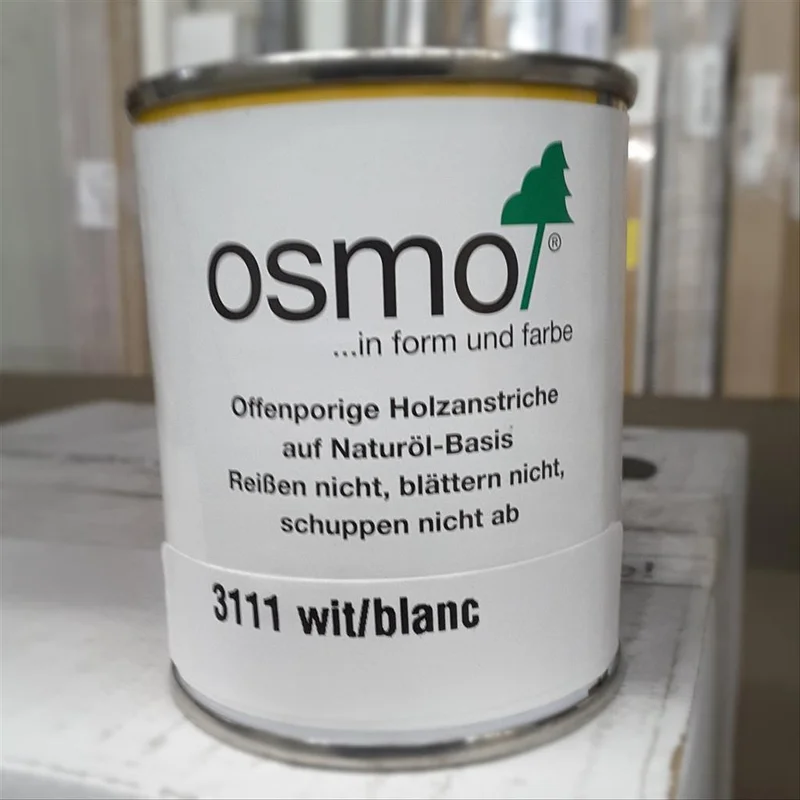 osmo®
...in form und farbe
Offenporige Holzanstriche
auf Naturöl-Basis
Reißen nicht, blättern nicht,
schuppen nicht ab
3111 wit/blanc